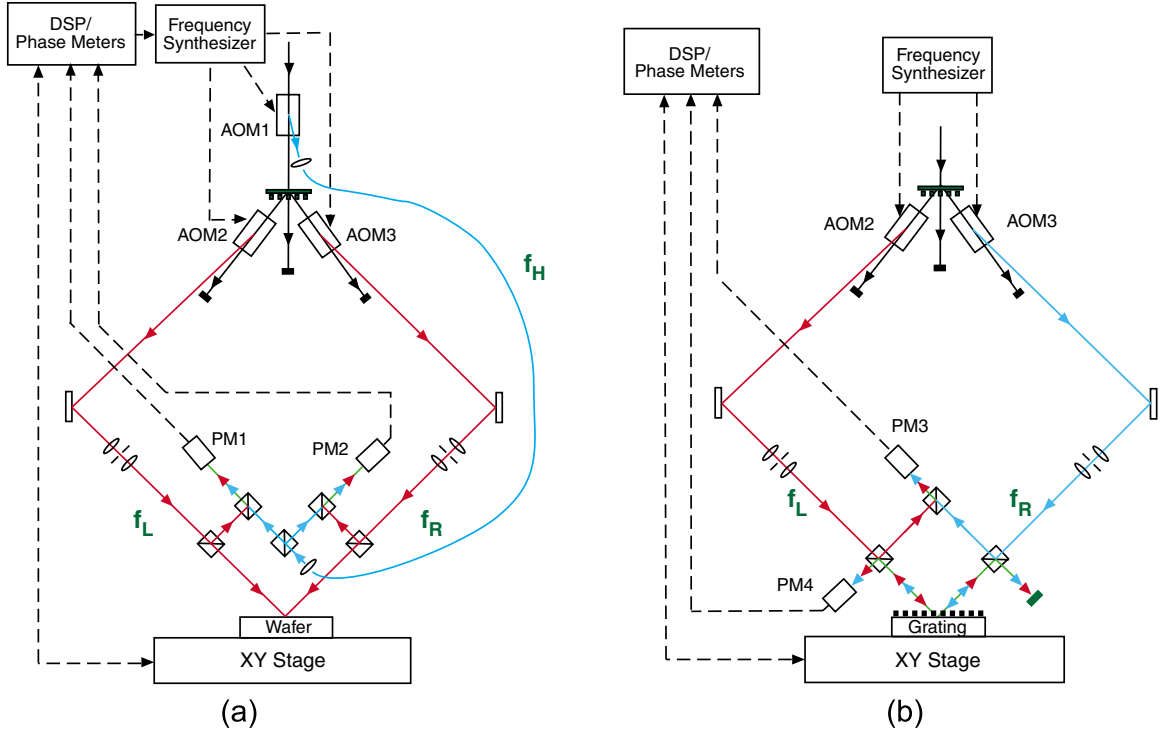 DSP/
Phase Meters
Frequency
Synthesizer
AOM1
AOM2
AOM3
f_H
PM1
PM2
f_L
f_R
Wafer
XY Stage
(a)
DSP/
Phase Meters
Frequency
Synthesizer
AOM2
AOM3
PM3
f_L
f_R
PM4
Grating
XY Stage
(b)